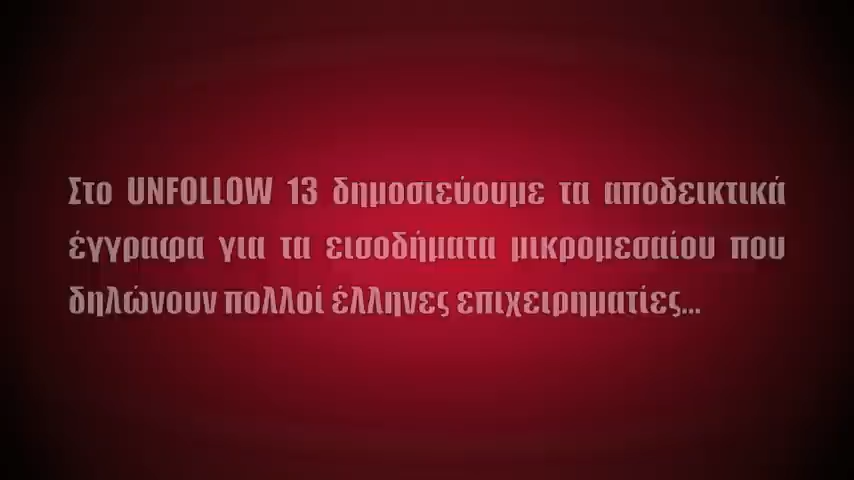 Στο UNFOLLOW 13 δημοσιεύουμε τα αποδεικτικά
έγγραφα για τα εισοδήματα μικρομεσαίου που
δηλώνουν πολλοί έλληνες επιχειρηματίες...